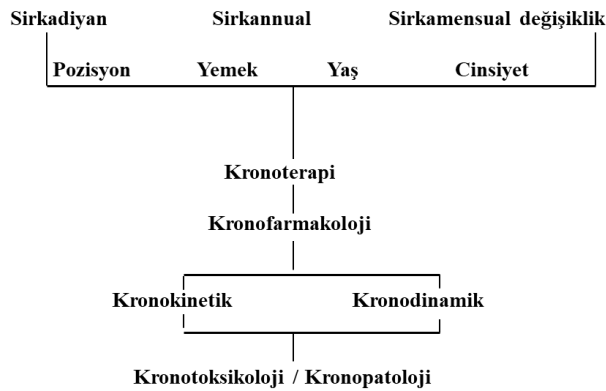 Sirkadiyan Sirkannual Sirkamensual değişiklik
Pozisyon Yemek Yaş Cinsiyet
Kronoterapi
Kronofarmakoloji
Kronokinetik Kronodinamik
Kronotoksikoloji / Kronopatoloji